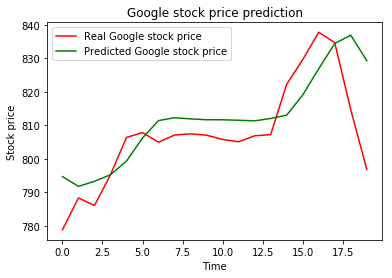 Google stock price prediction
Real Google stock price
Predicted Google stock price
Stock price
840
830
820
810
800
790
780
0.0 2.5 5.0 7.5 10.0 12.5 15.0 17.5
Time